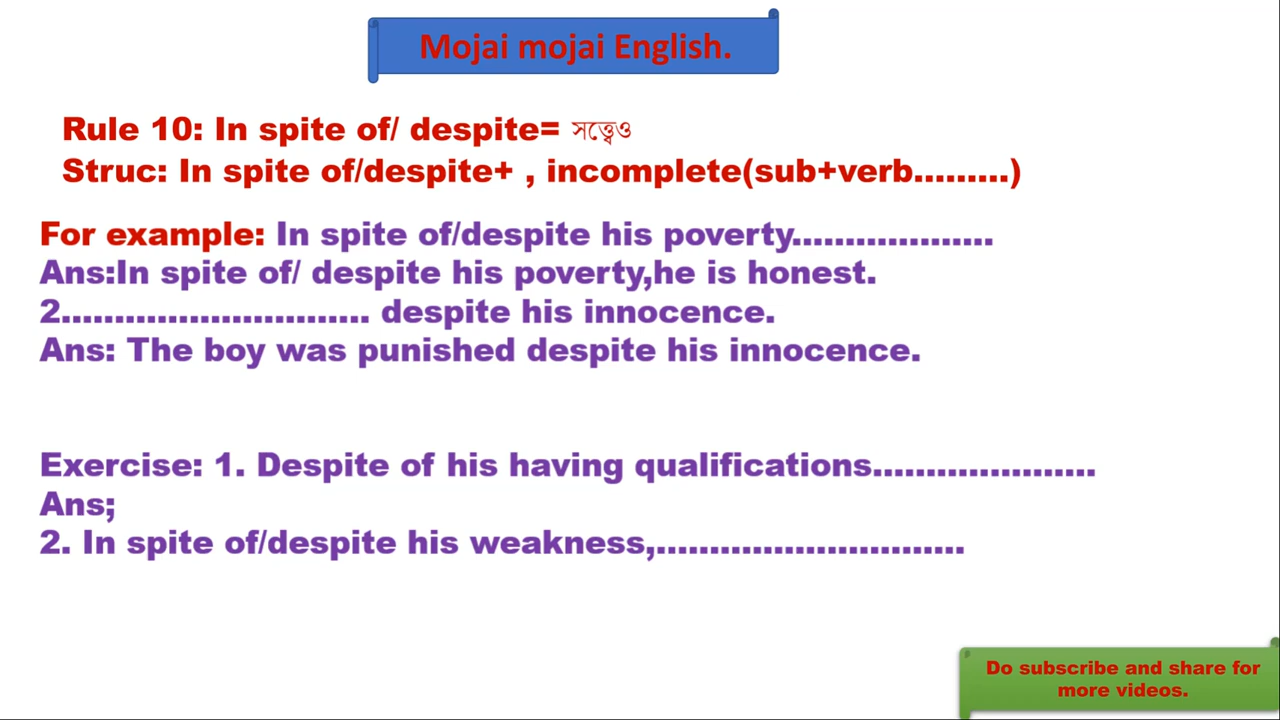 Mojai mojai English.
Rule 10: In spite of/ despite= সত্ত্বেও
Struc: In spite of/despite+ , incomplete(sub+verb.........)
For example: In spite of/despite his poverty...................
Ans:In spite of/ despite his poverty,he is honest.
2............................. despite his innocence.
Ans: The boy was punished despite his innocence.
Exercise: 1. Despite of his having qualifications.....................
Ans;
2. In spite of/despite his weakness,.............................
Do subscribe and share for
more videos.